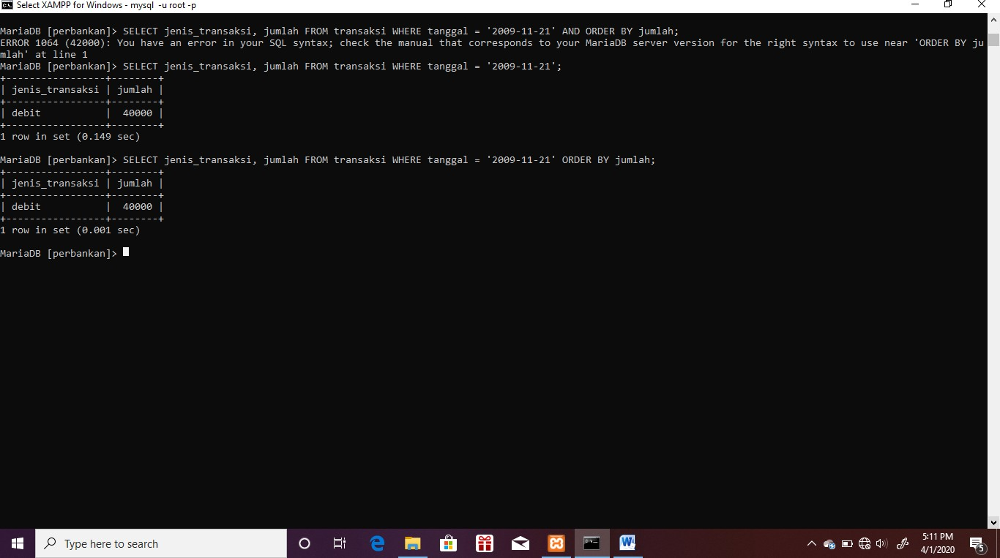 Select XAMPP for Windows - mysql  -u root -p
MariaDB [perbankan]> SELECT jenis_transaksi, jumlah FROM transaksi WHERE tanggal = '2009-11-21' AND ORDER BY jumlah;
ERROR 1064 (42000): You have an error in your SQL syntax; check the manual that corresponds to your MariaDB server version for the right syntax to use near 'ORDER BY ju
mlah' at line 1
MariaDB [perbankan]> SELECT jenis_transaksi, jumlah FROM transaksi WHERE tanggal = '2009-11-21';
+-----------------+--------+
| jenis_transaksi | jumlah |
+-----------------+--------+
| debit           |  40000 |
+-----------------+--------+
1 row in set (0.149 sec)
MariaDB [perbankan]> SELECT jenis_transaksi, jumlah FROM transaksi WHERE tanggal = '2009-11-21' ORDER BY jumlah;
+-----------------+--------+
| jenis_transaksi | jumlah |
+-----------------+--------+
| debit           |  40000 |
+-----------------+--------+
1 row in set (0.001 sec)
MariaDB [perbankan]>
Type here to search
5:11 PM
4/1/2020
5